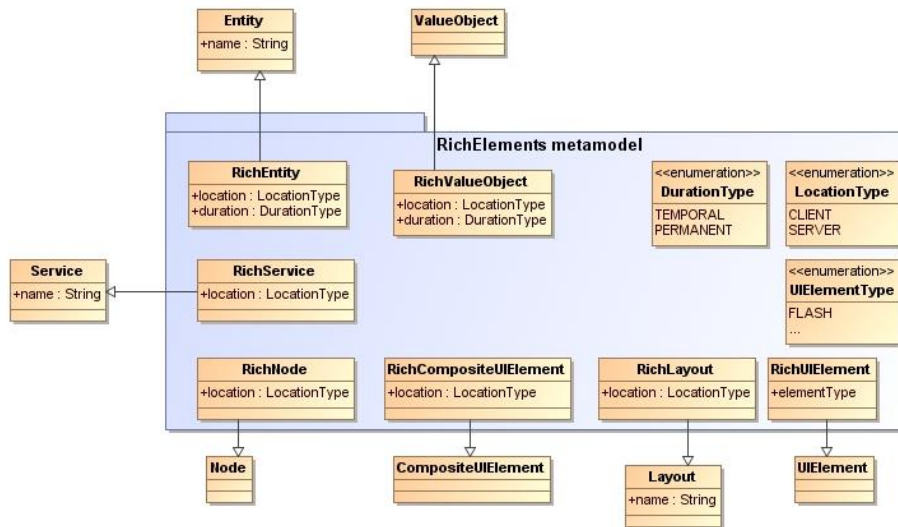 Entity
+name : String
ValueObject
RichElements metamodel
RichEntity
+location : LocationType
+duration : DurationType
RichValueObject
+location : LocationType
+duration : DurationType
<<enumeration>>
DurationType
TEMPORAL
PERMANENT
<<enumeration>>
LocationType
CLIENT
SERVER
Service
+name : String
RichService
+location : LocationType
<<enumeration>>
UIElementType
FLASH
...
RichNode
+location : LocationType
RichCompositeUIElement
+location : LocationType
RichLayout
+location : LocationType
RichUIElement
+elementType
Node
CompositeUIElement
Layout
+name : String
UIElement